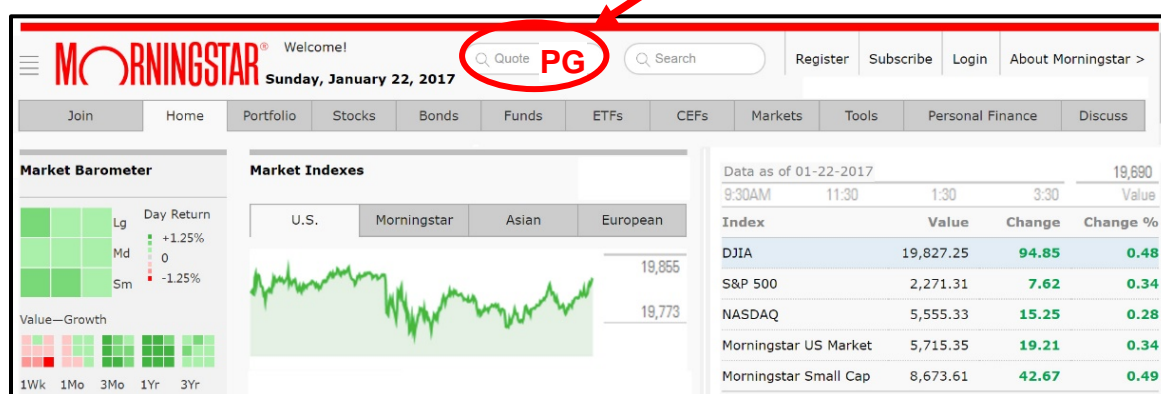 MORNINGSTAR®
Welcome!
Sunday, January 22, 2017
Quote PG
Search
Register Subscribe Login About Morningstar >
Join Home Portfolio Stocks Bonds Funds ETFs CEFs Markets Tools Personal Finance Discuss
Market Barometer
Lg
Md
Sm
Day Return
+1.25%
0
-1.25%
Value—Growth
1Wk 1Mo 3Mo 1Yr 3Yr
Market Indexes
U.S. Morningstar Asian European
19,855
19,773
Data as of 01-22-2017 19,690
9:30AM 11:30 1:30 3:30 Value
Index Value Change Change %
DJIA 19,827.25 94.85 0.48
S&P 500 2,271.31 7.62 0.34
NASDAQ 5,555.33 15.25 0.28
Morningstar US Market 5,715.35 19.21 0.34
Morningstar Small Cap 8,673.61 42.67 0.49